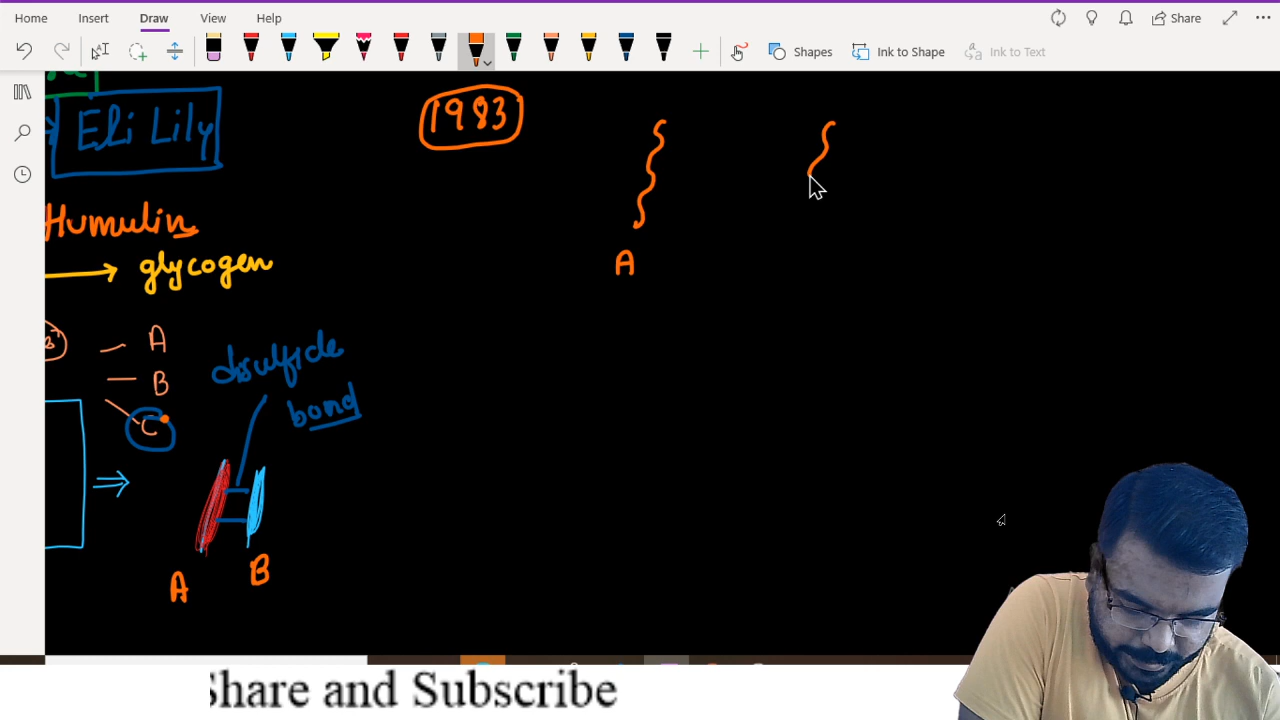 Home Insert Draw View Help Share
Shapes Ink to Shape Ink to Text
Eli Lily
1983
Humulin
glycogen
A
A
B
C
disulfide
bond
A B
Share and Subscribe